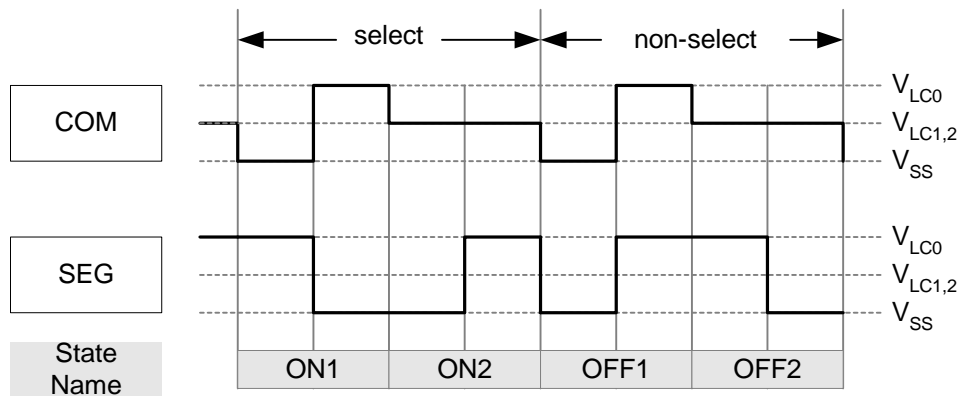 select
non-select
COM
V_LC0
V_LC1,2
V_SS
SEG
V_LC0
V_LC1,2
V_SS
State
Name
ON1
ON2
OFF1
OFF2